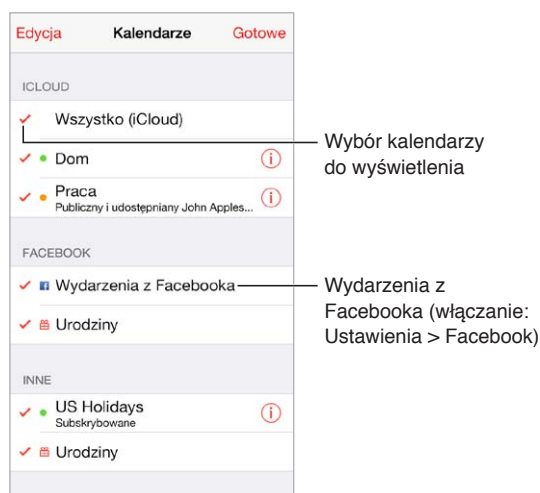 Edycja Kalendarze Gotowe
ICLOUD
Wszystko (iCloud)
Dom
Praca
Publiczny i udostępniany John Apples...
Wybór kalendarzy
do wyświetlenia
FACEBOOK
Wydarzenia z Facebooka
Urodziny
Wydarzenia z
Facebooka (włączanie:
Ustawienia > Facebook)
INNE
US Holidays
Subskrybowane
Urodziny